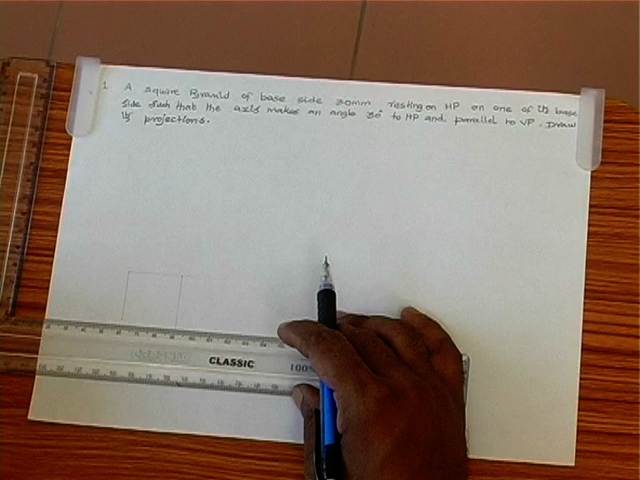 1 A square Pyramid of base side 30mm resting on HP on one of its base
side such that the axis makes an angle 30° to HP and parallel to VP. Draw
its projections.
CLASSIC 100